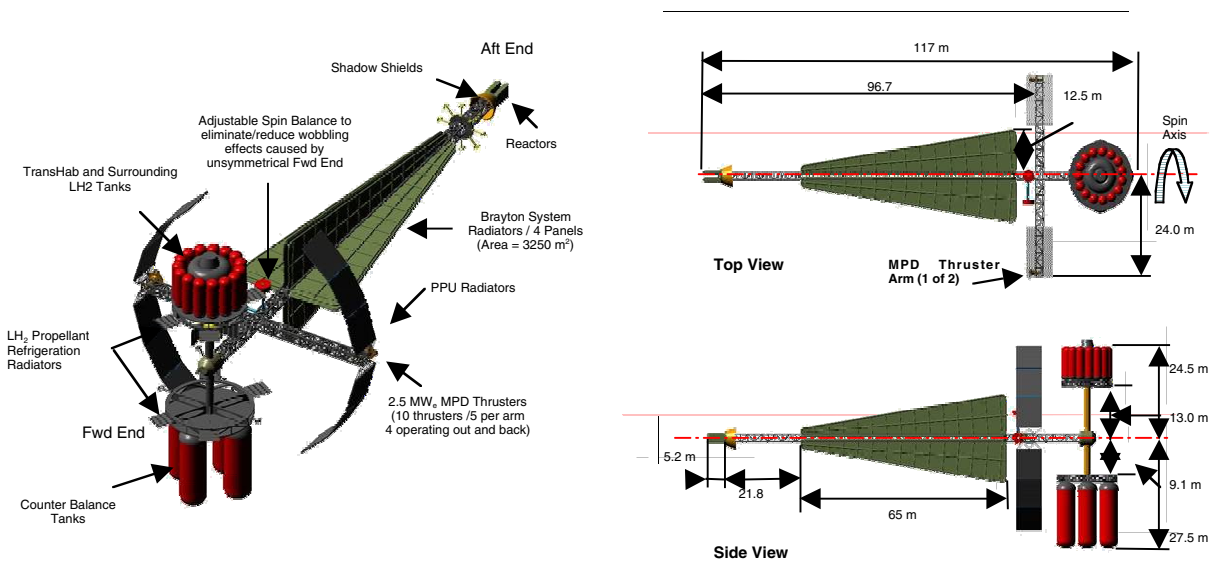 Aft End
Shadow Shields
Reactors
Adjustable Spin Balance to
eliminate/reduce wobbling
effects caused by
unsymmetrical Fwd End
TransHab and Surrounding
LH2 Tanks
Brayton System
Radiators / 4 Panels
(Area = 3250 m²)
PPU Radiators
LH₂ Propellant
Refrigeration
Radiators
2.5 MWₑ MPD Thrusters
(10 thrusters /5 per arm
4 operating out and back)
Fwd End
Counter Balance
Tanks
117 m
96.7
12.5 m
Spin
Axis
24.0 m
Top View
MPD Thruster
Arm (1 of 2)
24.5 m
13.0 m
5.2 m
21.8
65 m
9.1 m
27.5 m
Side View